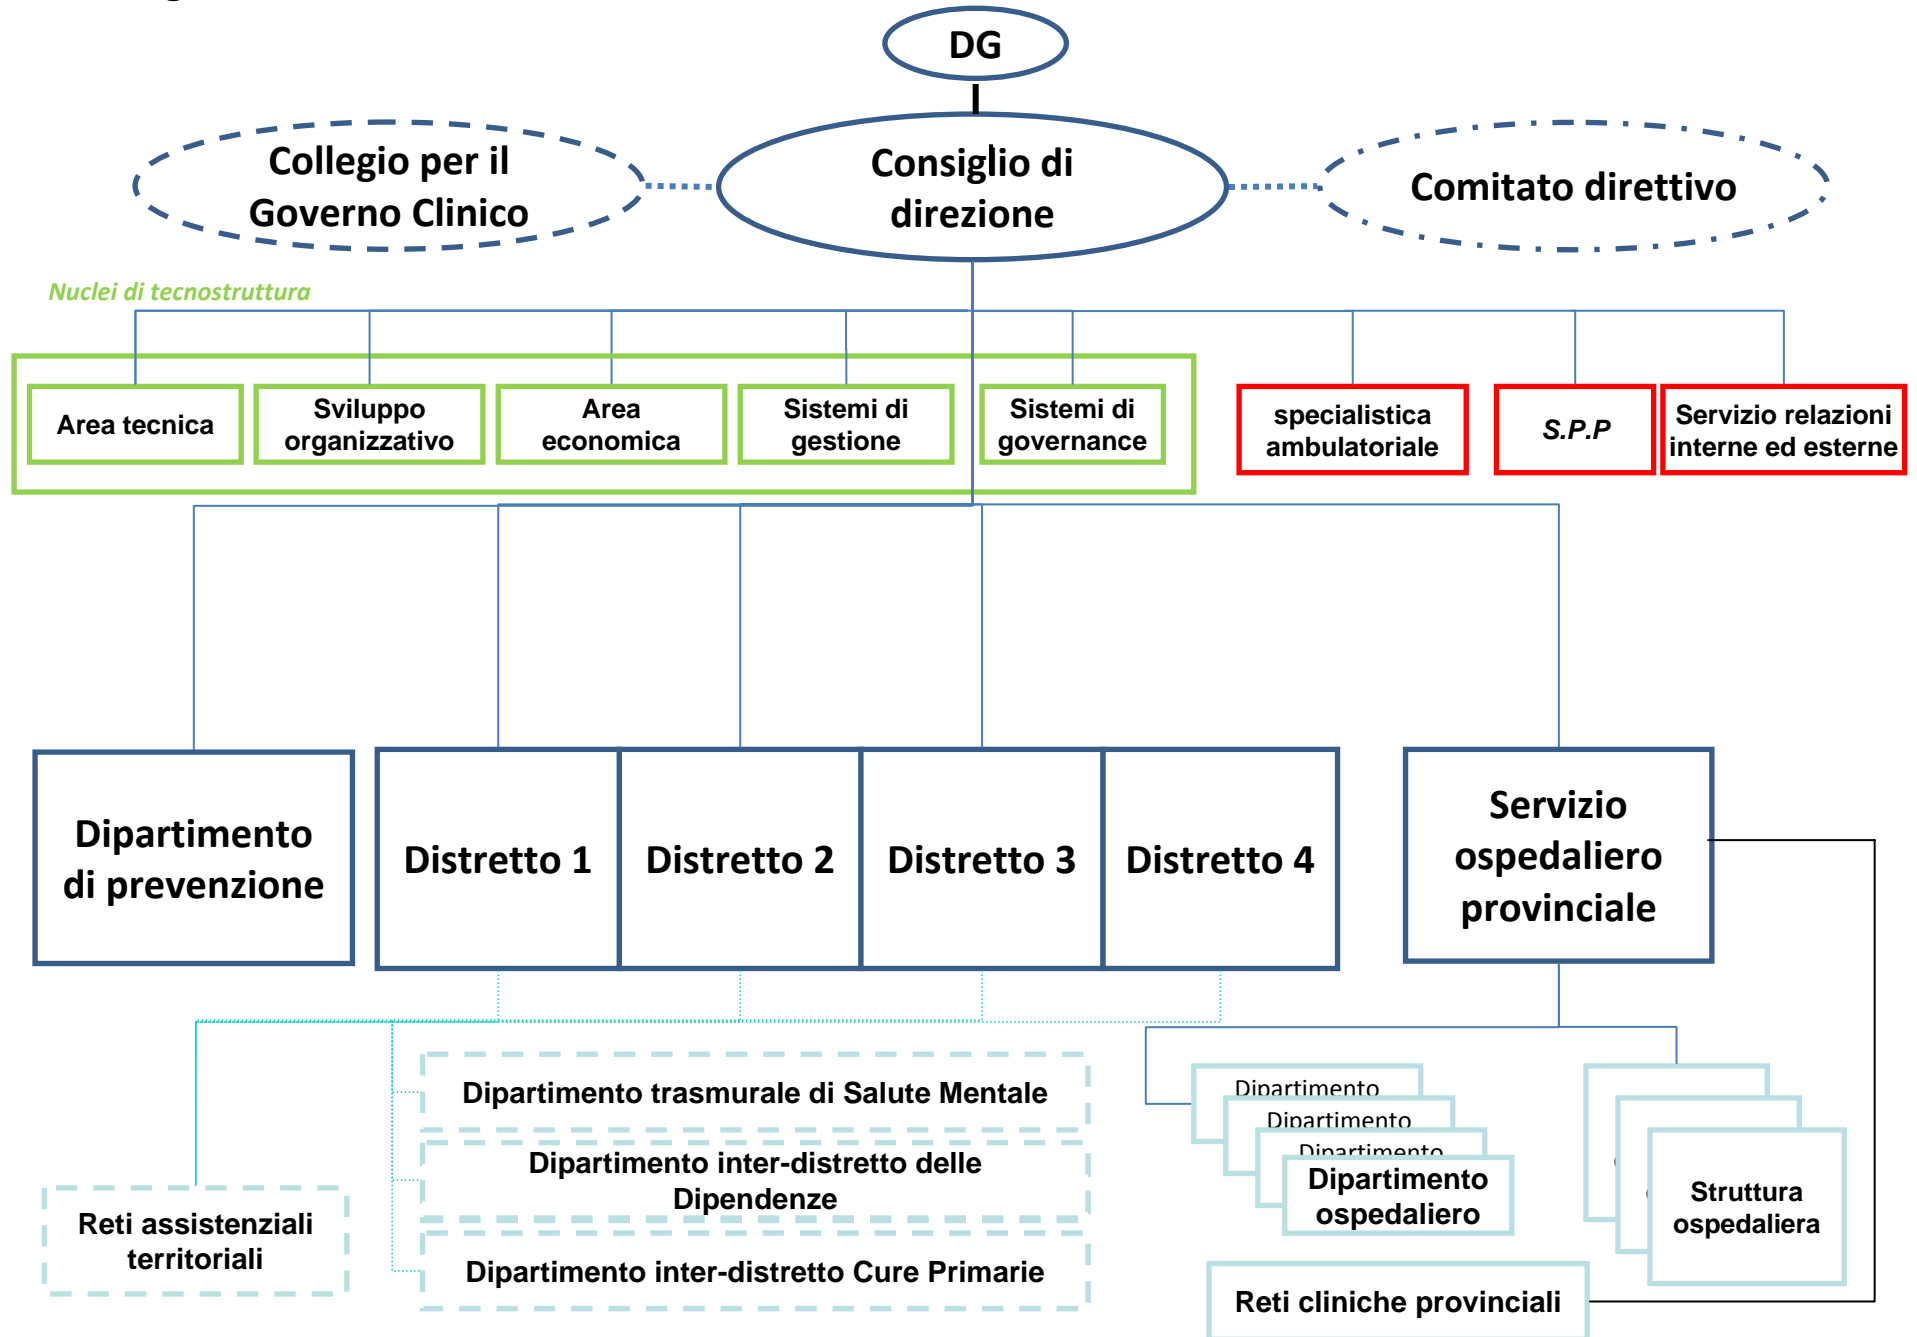 DG
Collegio per il
Governo Clinico
Consiglio di
direzione
Comitato direttivo
Nuclei di tecnostruttura
Area tecnica
Sviluppo
organizzativo
Area
economica
Sistemi di
gestione
Sistemi di
governance
specialistica
ambulatoriale
S.P.P
Servizio relazioni
interne ed esterne
Dipartimento
di prevenzione
Distretto 1
Distretto 2
Distretto 3
Distretto 4
Servizio
ospedaliero
provinciale
Dipartimento trasmurale di Salute Mentale
Dipartimento inter-distretto delle
Dipendenze
Dipartimento inter-distretto Cure Primarie
Reti assistenziali
territoriali
Dipartimento
Dipartimento
Dipartimento
Dipartimento
ospedaliero
Struttura
ospedaliera
Reti cliniche provinciali